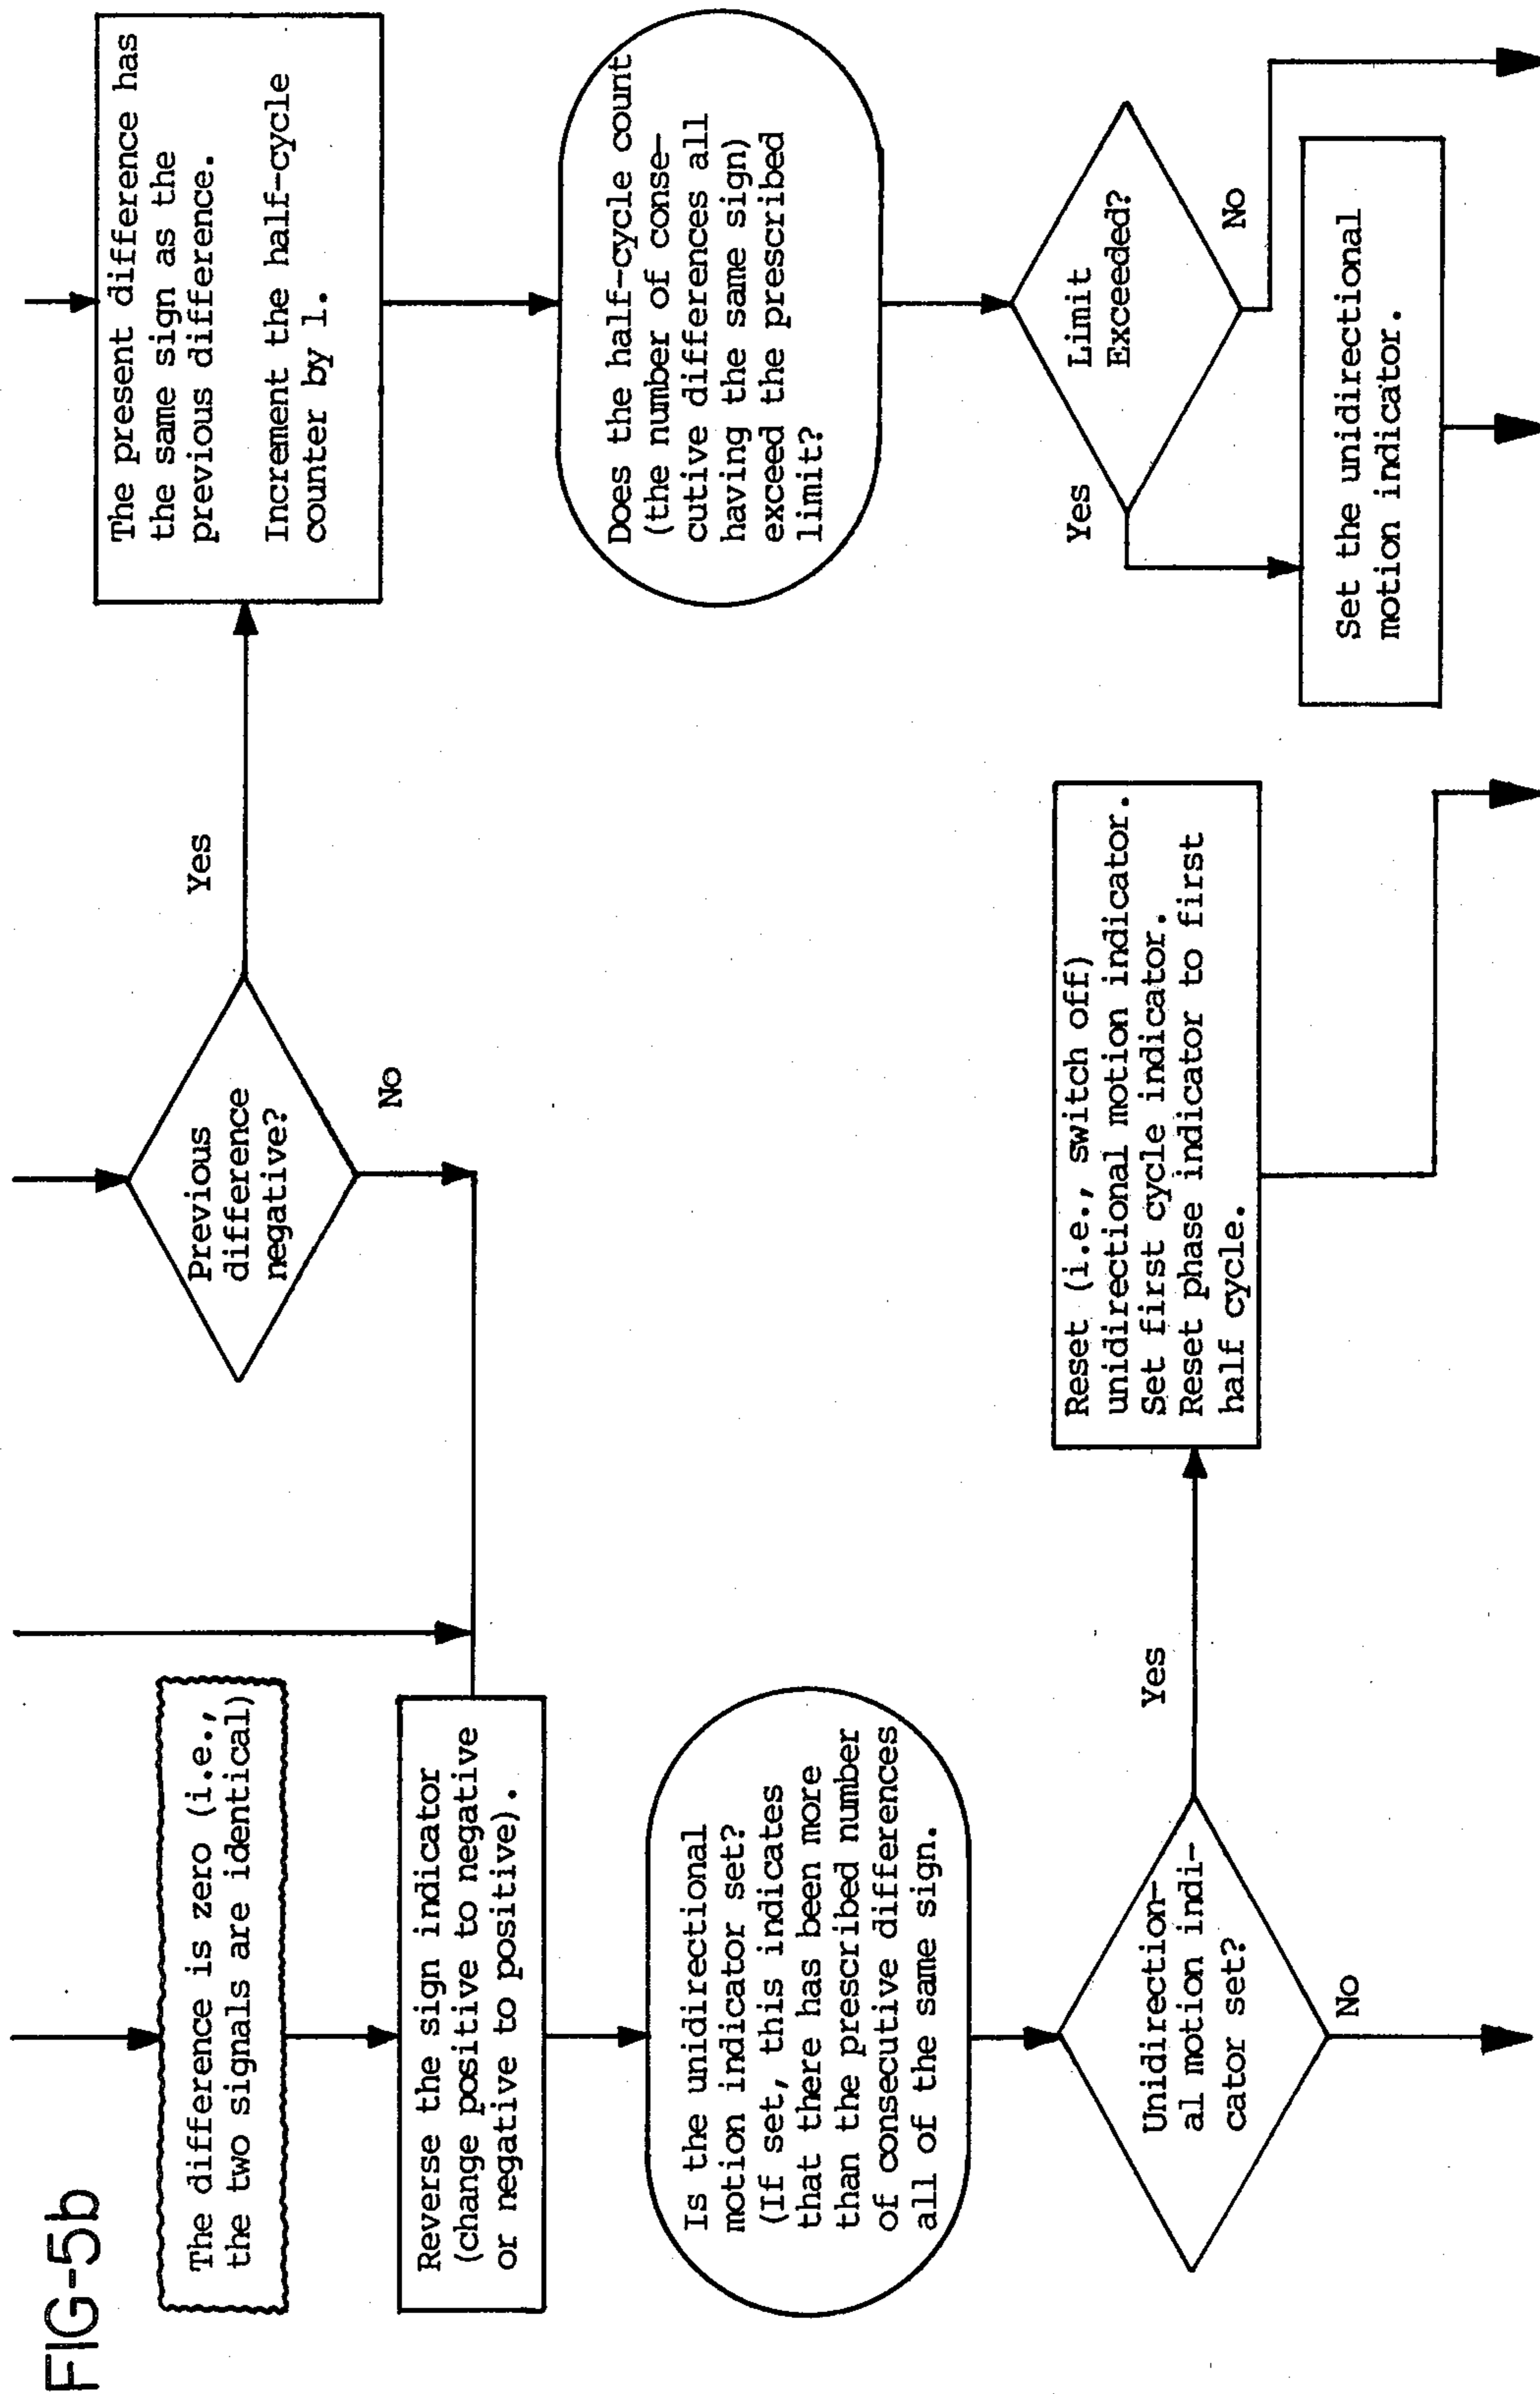 FIG-5b
The difference is zero (i.e.,
the two signals are identical)
Reverse the sign indicator
(change positive to negative
or negative to positive).
Is the unidirectional
motion indicator set?
(If set, this indicates
that there has been more
than the prescribed number
of consecutive differences
all of the same sign.
Unidirection-
al motion indi-
cator set?
Yes
No
Reset (i.e., switch off)
unidirectional motion indicator.
Set first cycle indicator.
Reset phase indicator to first
half cycle.
Previous
difference
negative?
Yes
No
The present difference has
the same sign as the
previous difference.
Increment the half-cycle
counter by 1.
Does the half-cycle count
(the number of conse-
cutive differences all
having the same sign)
exceed the prescribed
limit?
Limit
Exceeded?
Yes
No
Set the unidirectional
motion indicator.